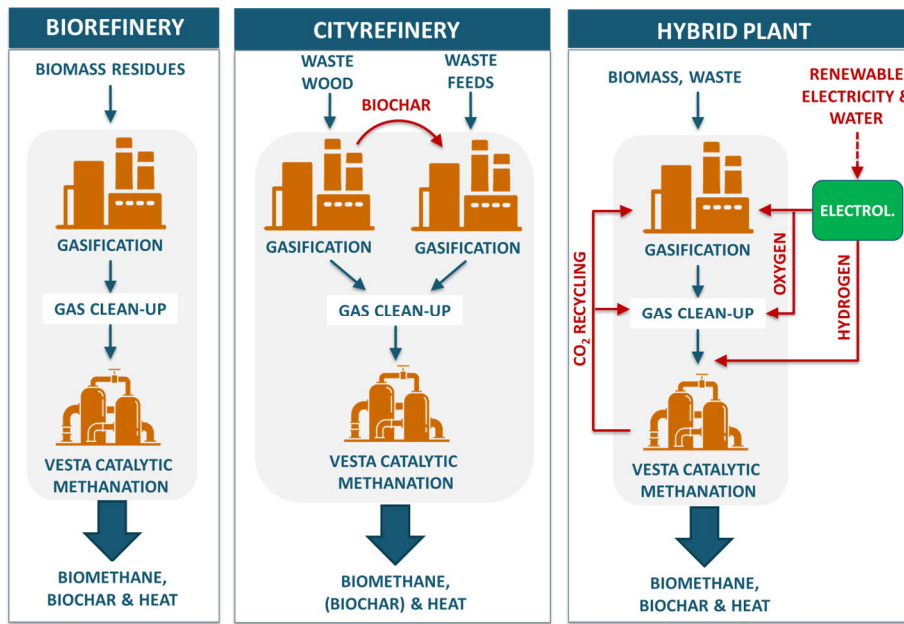 BIOREFINERY
BIOMASS RESIDUES
GASIFICATION
GAS CLEAN-UP
VESTA CATALYTIC
METHANATION
BIOMETHANE,
BIOCHAR & HEAT
CITYREFINERY
WASTE
WOOD
WASTE
FEEDS
BIOCHAR
GASIFICATION
GASIFICATION
GAS CLEAN-UP
VESTA CATALYTIC
METHANATION
BIOMETHANE,
(BIOCHAR) & HEAT
HYBRID PLANT
BIOMASS, WASTE
RENEWABLE
ELECTRICITY &
WATER
ELECTROL.
GASIFICATION
OXYGEN
HYDROGEN
CO₂ RECYCLING
GAS CLEAN-UP
VESTA CATALYTIC
METHANATION
BIOMETHANE,
BIOCHAR & HEAT